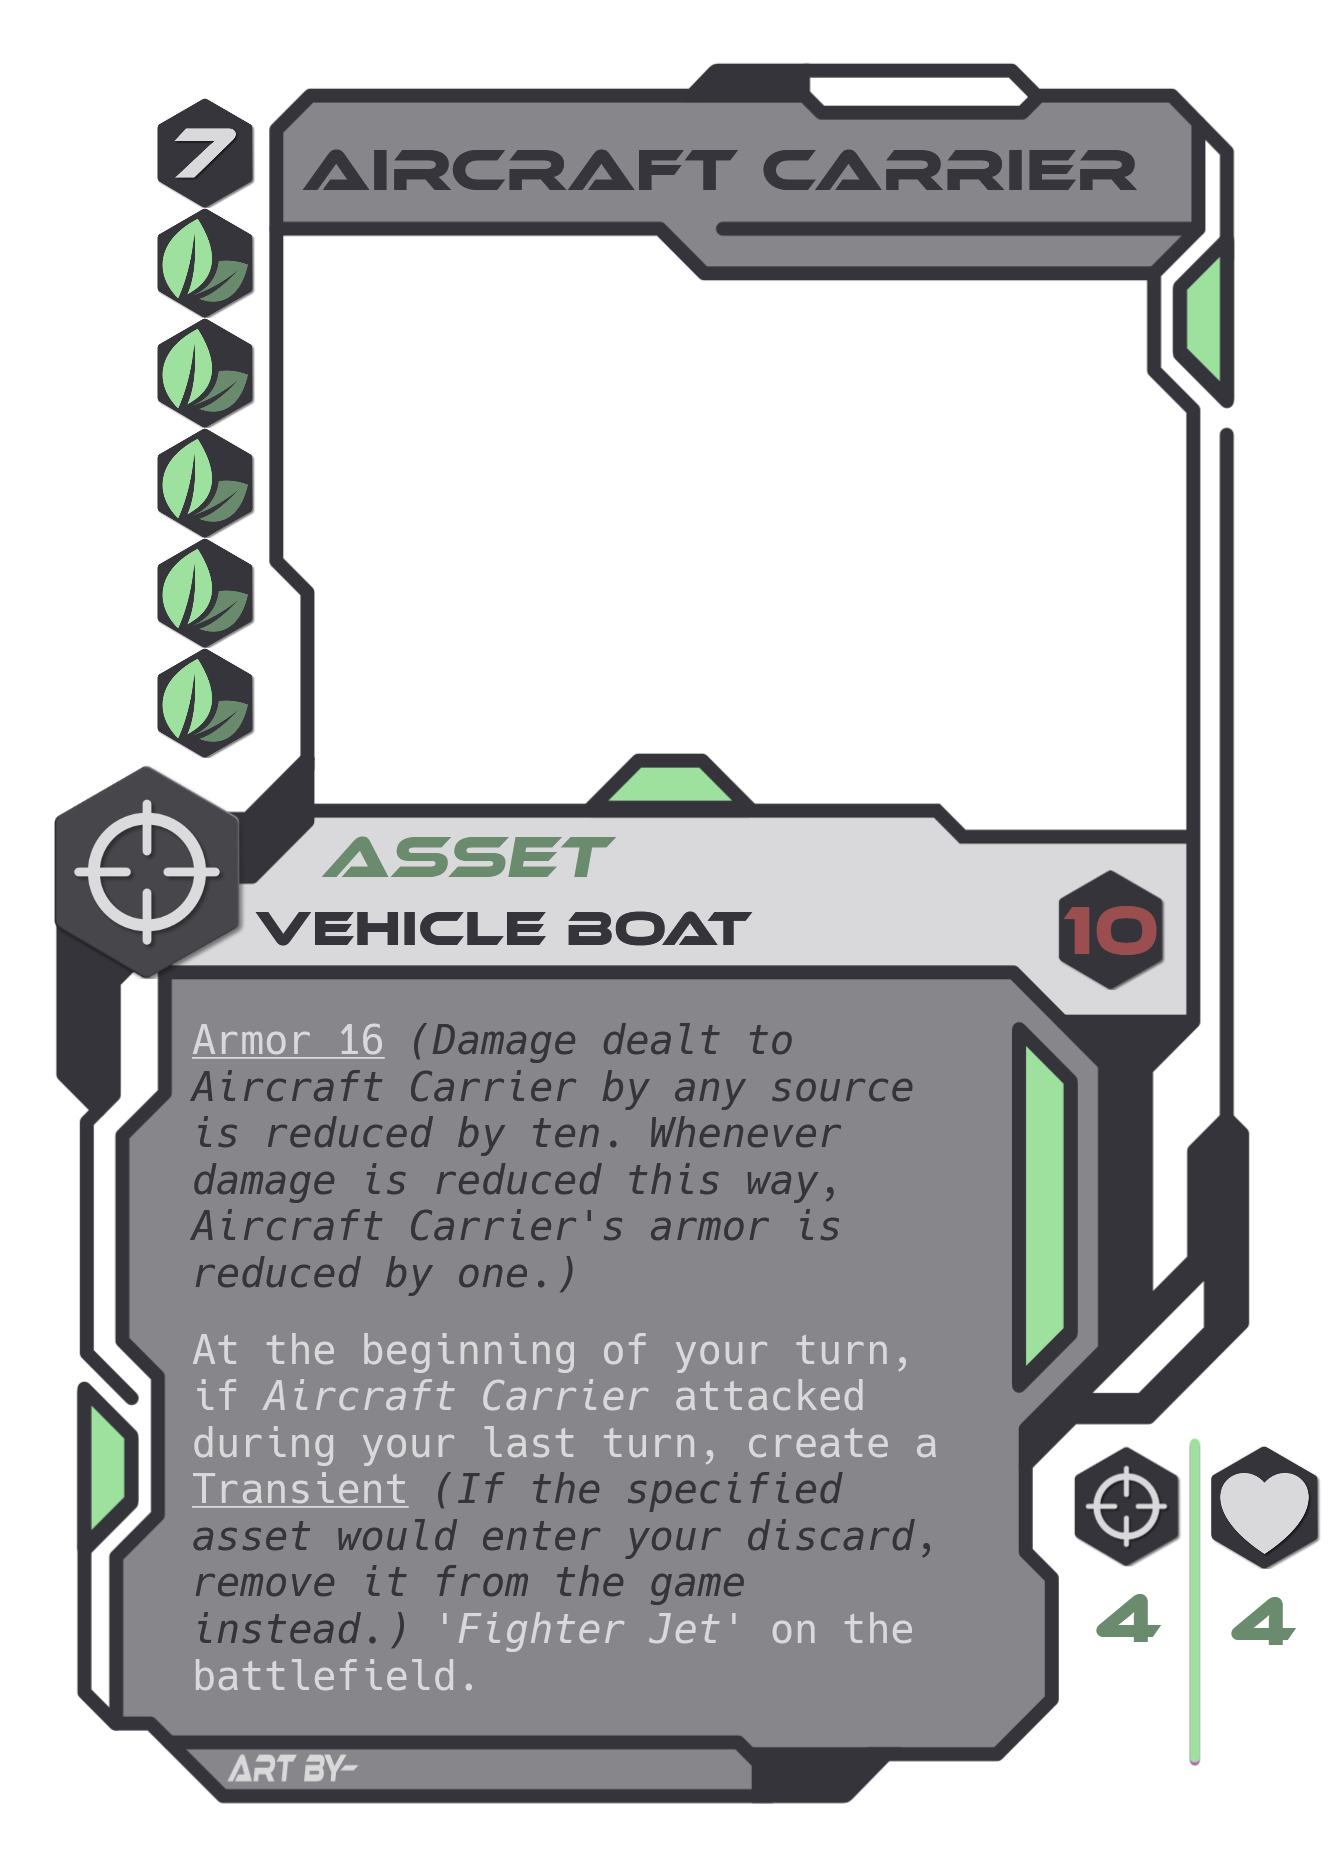 7
AIRCRAFT CARRIER
ASSET
VEHICLE BOAT
10
Armor 16 (Damage dealt to
Aircraft Carrier by any source
is reduced by ten. Whenever
damage is reduced this way,
Aircraft Carrier's armor is
reduced by one.)
At the beginning of your turn,
if Aircraft Carrier attacked
during your last turn, create a
Transient (If the specified
asset would enter your discard,
remove it from the game
instead.) 'Fighter Jet' on the
battlefield.
4 4
ART BY-